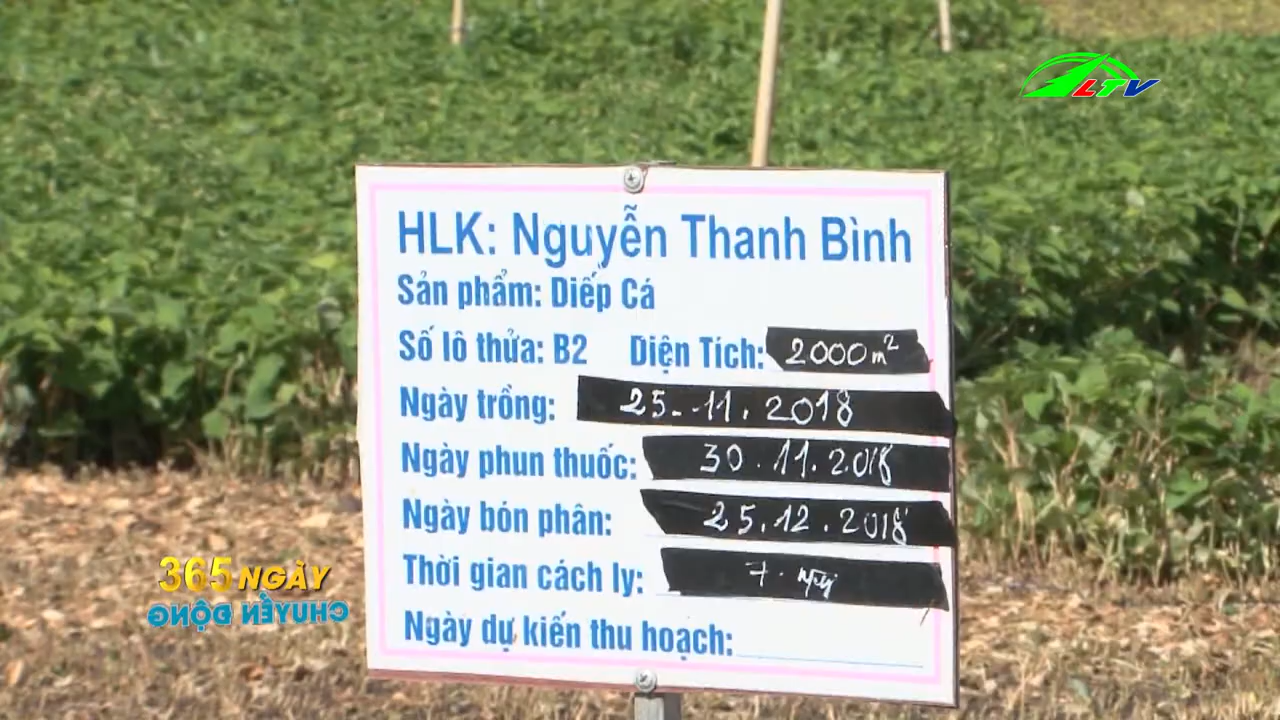 LTV
HLK: Nguyễn Thanh Bình
Sản phẩm: Diếp Cá
Số lô thửa: B2 Diện Tích: 2000m²
Ngày trồng: 25.11.2018
Ngày phun thuốc: 30.11.2018
Ngày bón phân: 25.12.2018
Thời gian cách ly: 7 ngày
Ngày dự kiến thu hoạch:
365 NGÀY
CHUYỂN ĐỘNG